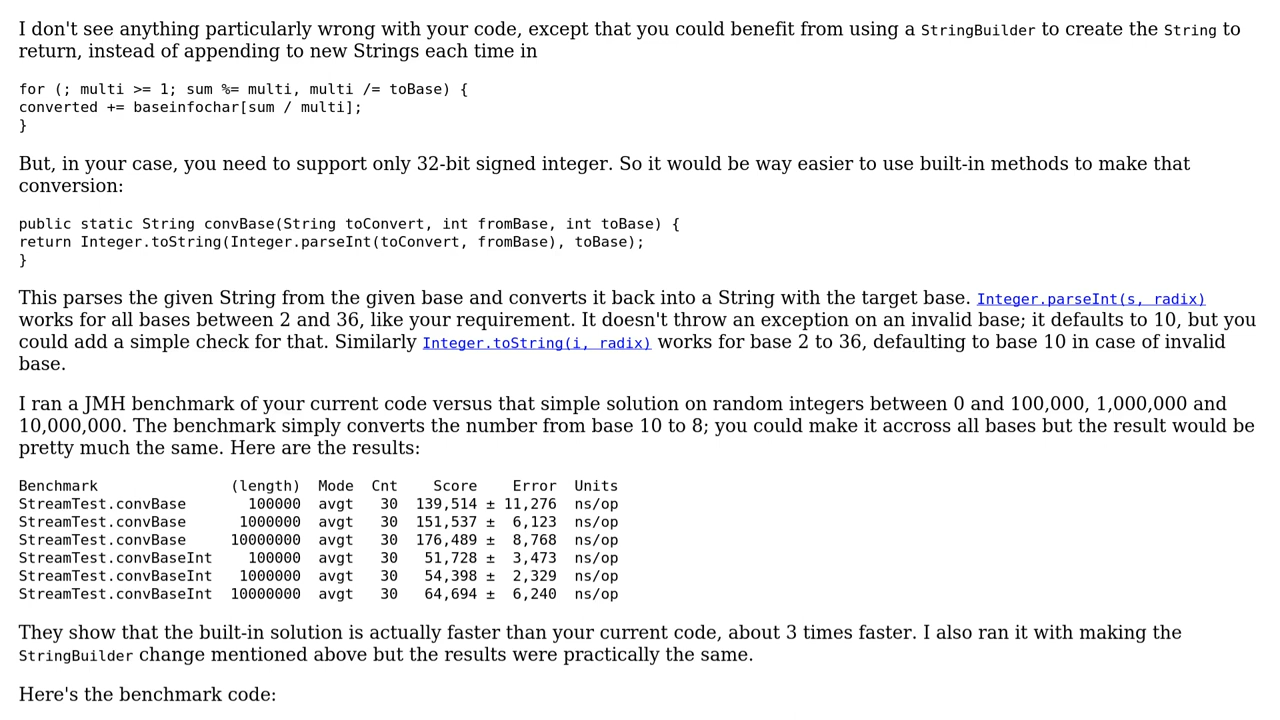 I don't see anything particularly wrong with your code, except that you could benefit from using a StringBuilder to create the String to
return, instead of appending to new Strings each time in
for (; multi >= 1; sum %= multi, multi /= toBase) {
converted += baseinfochar[sum / multi];
}
But, in your case, you need to support only 32-bit signed integer. So it would be way easier to use built-in methods to make that
conversion:
public static String convBase(String toConvert, int fromBase, int toBase) {
return Integer.toString(Integer.parseInt(toConvert, fromBase), toBase);
}
This parses the given String from the given base and converts it back into a String with the target base. Integer.parseInt(s, radix)
works for all bases between 2 and 36, like your requirement. It doesn't throw an exception on an invalid base; it defaults to 10, but you
could add a simple check for that. Similarly Integer.toString(i, radix) works for base 2 to 36, defaulting to base 10 in case of invalid
base.
I ran a JMH benchmark of your current code versus that simple solution on random integers between 0 and 100,000, 1,000,000 and
10,000,000. The benchmark simply converts the number from base 10 to 8; you could make it accross all bases but the result would be
pretty much the same. Here are the results:
Benchmark (length) Mode Cnt Score Error Units
StreamTest.convBase 100000 avgt 30 139,514 ± 11,276 ns/op
StreamTest.convBase 1000000 avgt 30 151,537 ± 6,123 ns/op
StreamTest.convBase 10000000 avgt 30 176,489 ± 8,768 ns/op
StreamTest.convBaseInt 100000 avgt 30 51,728 ± 3,473 ns/op
StreamTest.convBaseInt 1000000 avgt 30 54,398 ± 2,329 ns/op
StreamTest.convBaseInt 10000000 avgt 30 64,694 ± 6,240 ns/op
They show that the built-in solution is actually faster than your current code, about 3 times faster. I also ran it with making the
StringBuilder change mentioned above but the results were practically the same.
Here's the benchmark code: